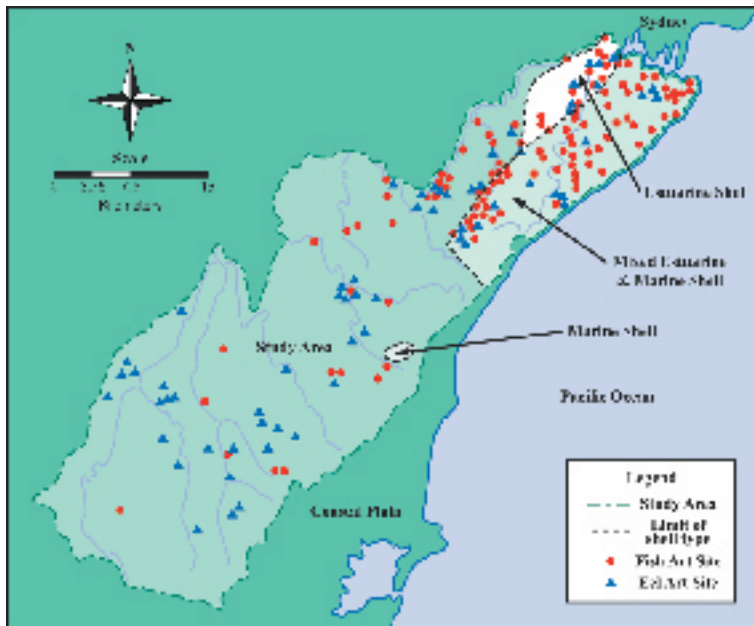 Sydney
N
Scale
Estuarine Shell
Mixed Estuarine
& Marine Shell
Marine Shell
Study Area
Pacific Ocean
Coastal Plain
Legend
Study Area
Limit of
shell type
Fish Art Site
Eel Art Site